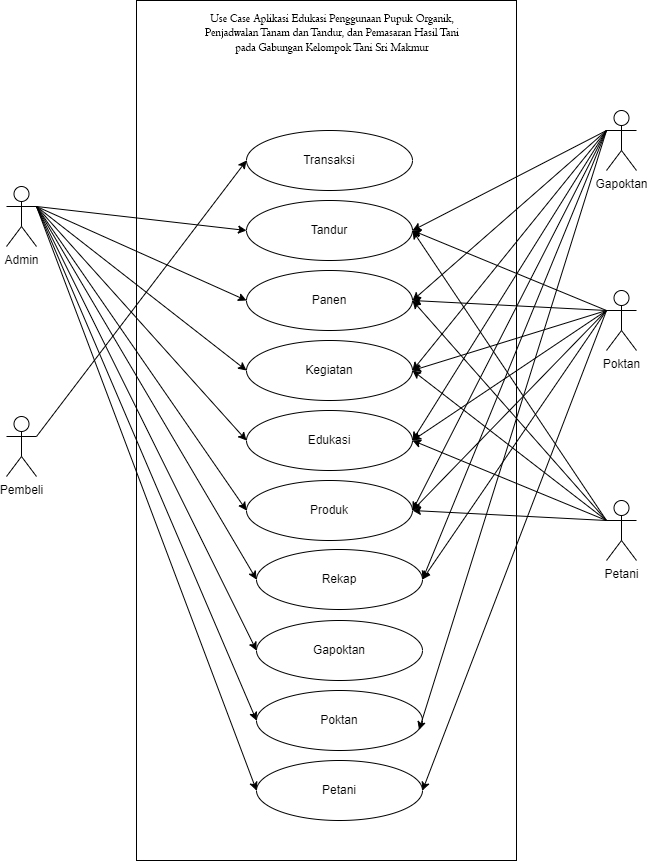 Use Case Aplikasi Edukasi Penggunaan Pupuk Organik,
Penjadwalan Tanam dan Tandur, dan Pemasaran Hasil Tani
pada Gabungan Kelompok Tani Sri Makmur
Transaksi
Gapoktan
Admin
Tandur
Panen
Poktan
Kegiatan
Edukasi
Pembeli
Produk
Petani
Rekap
Gapoktan
Poktan
Petani